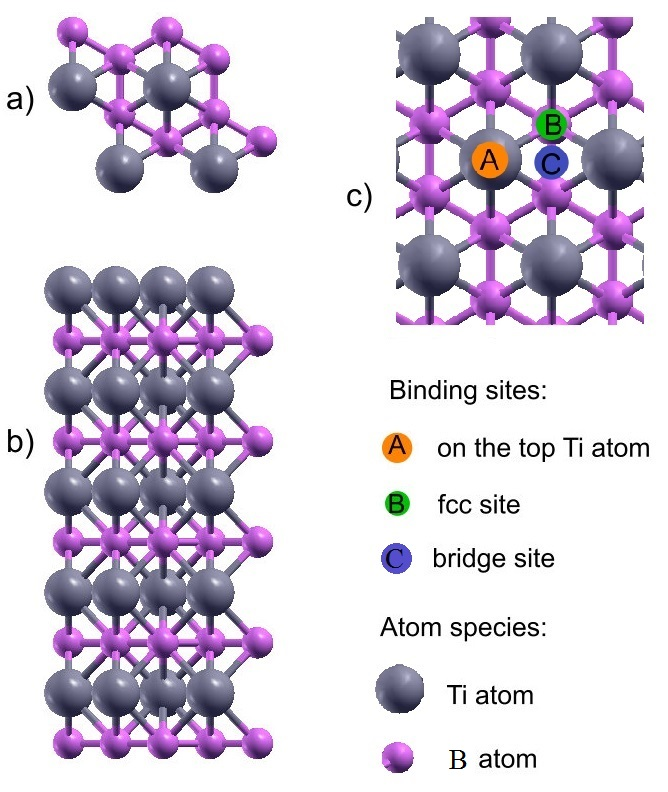 a)
b)
c)
A
B
C
Binding sites:
A on the top Ti atom
B fcc site
C bridge site
Atom species:
Ti atom
B atom